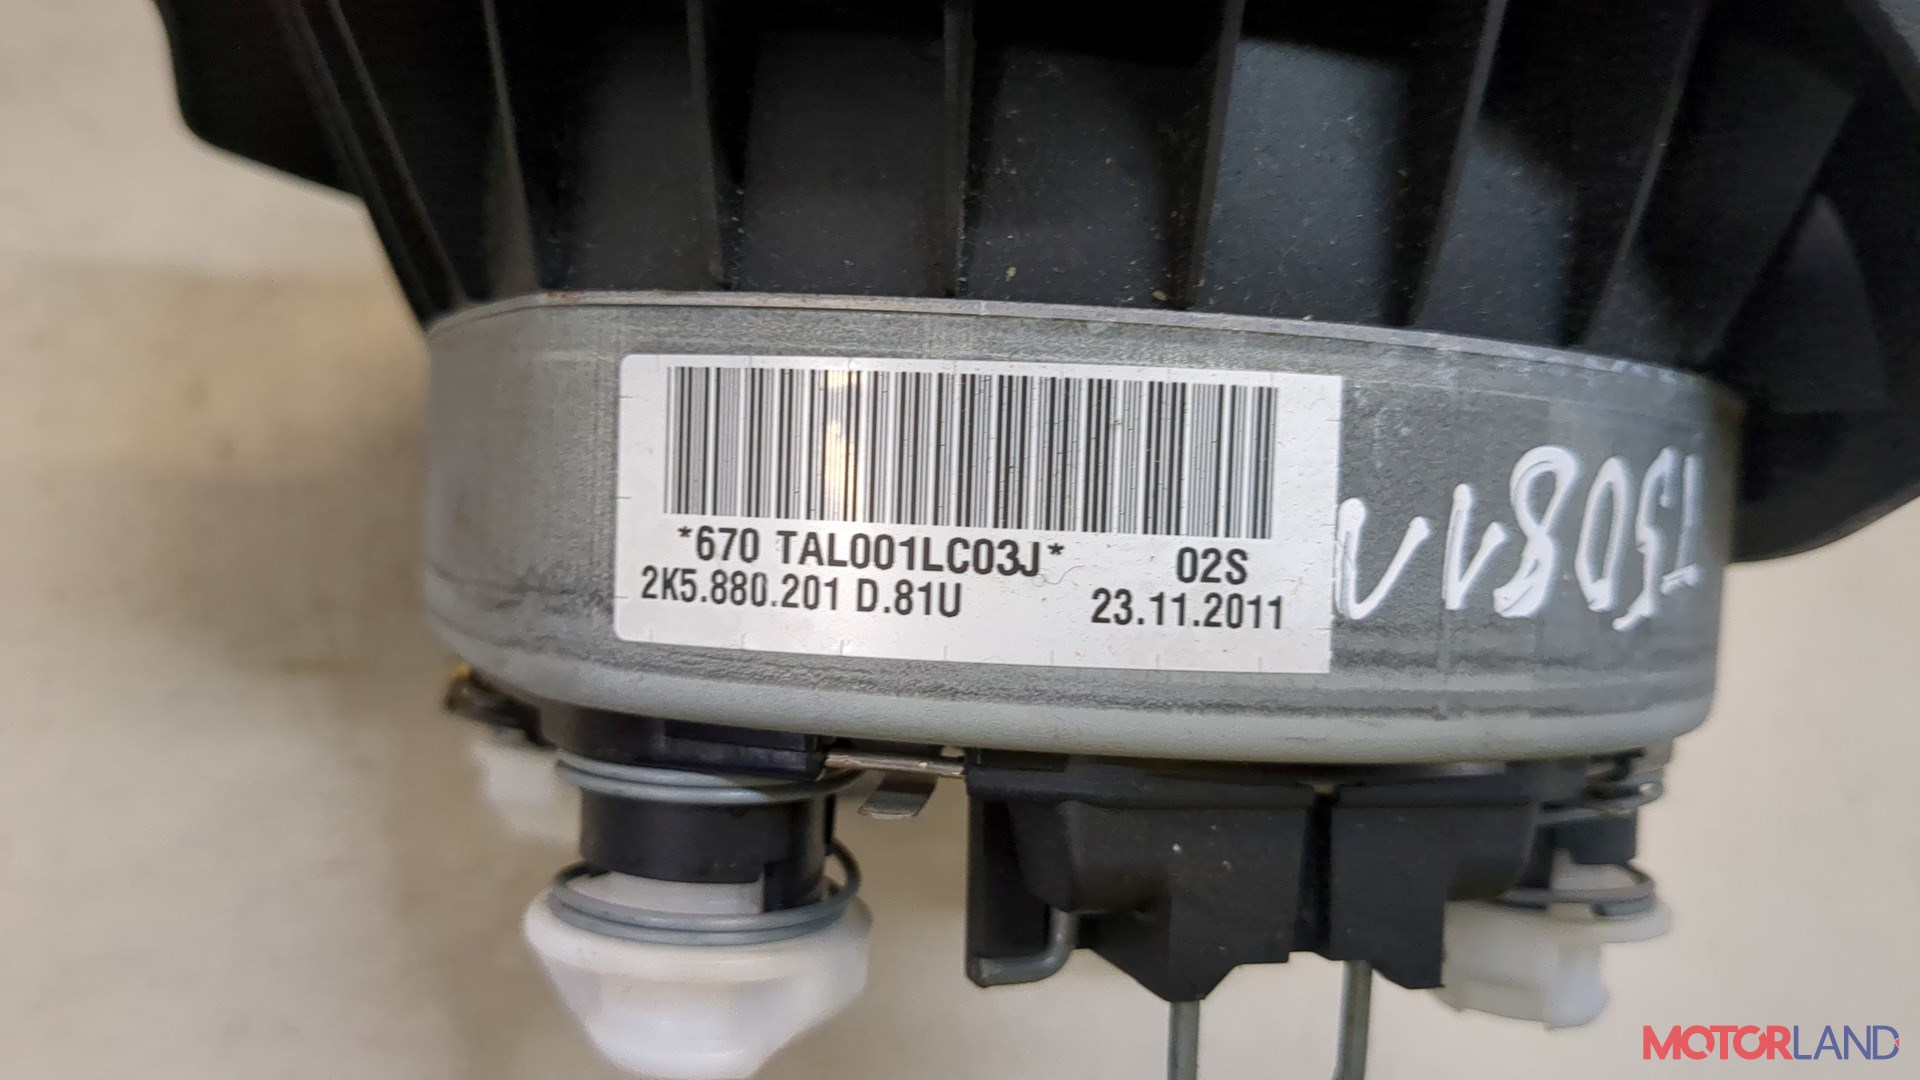 *670 TAL001LC03J* 02S
2K5.880.201 D.81U 23.11.2011
MOTORLAND